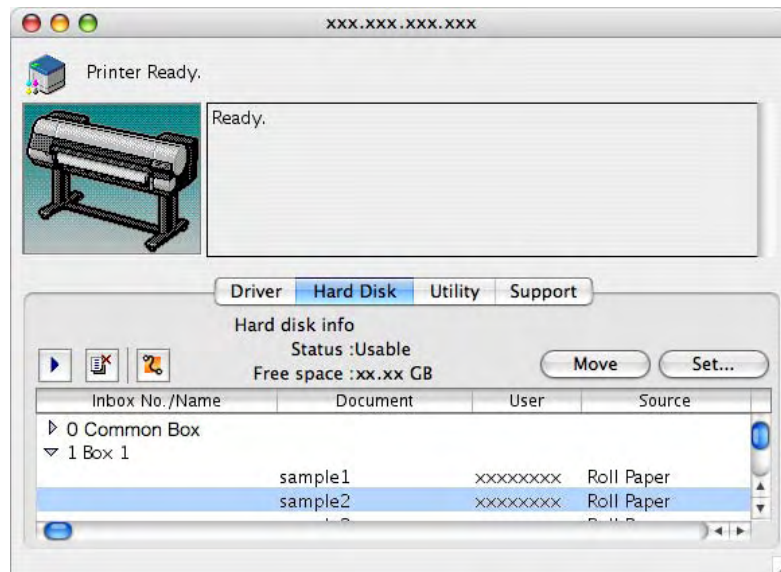 xxx.xxx.xxx.xxx
Printer Ready.
Ready.
Driver Hard Disk Utility Support
Hard disk info
Status :Usable
Free space :xx.xx GB
Move Set...
Inbox No./Name Document User Source
0 Common Box
1 Box 1
sample1 xxxxxxxx Roll Paper
sample2 xxxxxxxx Roll Paper